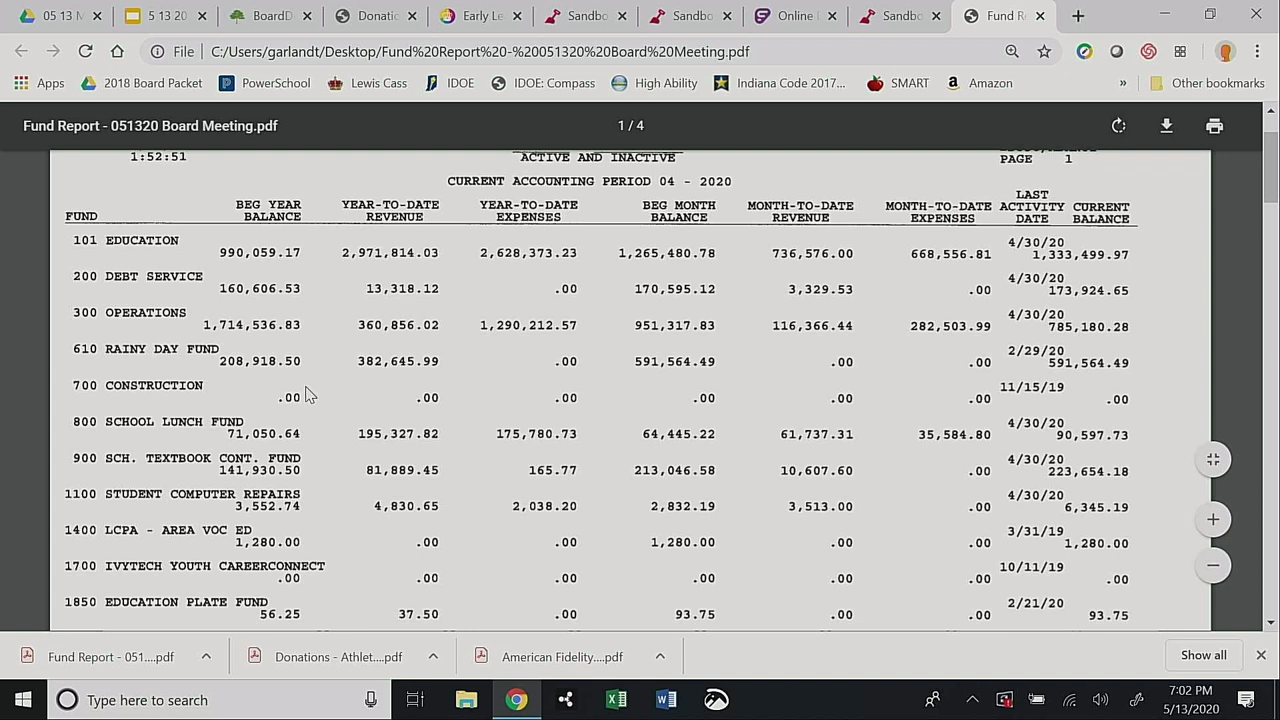 05 13 M
5 13 20
BoardD
Donatic
Early Le
Sandbo
Sandbo
Online L
Sandbo
Fund Re
File C:/Users/garlandt/Desktop/Fund%20Report%20-%20051320%20Board%20Meeting.pdf
Apps 2018 Board Packet PowerSchool Lewis Cass IDOE IDOE: Compass High Ability Indiana Code 2017... SMART Amazon » Other bookmarks
Fund Report - 051320 Board Meeting.pdf 1 / 4
1:52:51 ACTIVE AND INACTIVE PAGE 1
CURRENT ACCOUNTING PERIOD 04 - 2020
LAST
BEG YEAR YEAR-TO-DATE YEAR-TO-DATE BEG MONTH MONTH-TO-DATE MONTH-TO-DATE ACTIVITY CURRENT
FUND BALANCE REVENUE EXPENSES BALANCE REVENUE EXPENSES DATE BALANCE
101 EDUCATION 4/30/20
990,059.17 2,971,814.03 2,628,373.23 1,265,480.78 736,576.00 668,556.81 1,333,499.97
200 DEBT SERVICE 4/30/20
160,606.53 13,318.12 .00 170,595.12 3,329.53 .00 173,924.65
300 OPERATIONS 4/30/20
1,714,536.83 360,856.02 1,290,212.57 951,317.83 116,366.44 282,503.99 785,180.28
610 RAINY DAY FUND 2/29/20
208,918.50 382,645.99 .00 591,564.49 .00 .00 591,564.49
700 CONSTRUCTION 11/15/19
.00 .00 .00 .00 .00 .00 .00
800 SCHOOL LUNCH FUND 4/30/20
71,050.64 195,327.82 175,780.73 64,445.22 61,737.31 35,584.80 90,597.73
900 SCH. TEXTBOOK CONT. FUND 4/30/20
141,930.50 81,889.45 165.77 213,046.58 10,607.60 .00 223,654.18
1100 STUDENT COMPUTER REPAIRS 4/30/20
3,552.74 4,830.65 2,038.20 2,832.19 3,513.00 .00 6,345.19
1400 LCPA - AREA VOC ED 3/31/19
1,280.00 .00 .00 1,280.00 .00 .00 1,280.00
1700 IVYTECH YOUTH CAREERCONNECT 10/11/19
.00 .00 .00 .00 .00 .00 .00
1850 EDUCATION PLATE FUND 2/21/20
56.25 37.50 .00 93.75 .00 .00 93.75
Fund Report - 051....pdf Donations - Athlet....pdf American Fidelity....pdf Show all
Type here to search
7:02 PM
5/13/2020